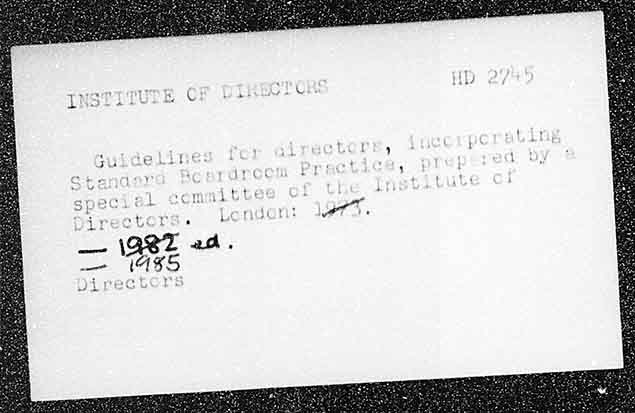 INSTITUTE OF DIRECTORS
HD 2745
Guidelines for directors, incorporating
Standard Boardroom Practice, prepared by a
special committee of the Institute of
Directors. London: 1973.
— 1982 ed.
— 1985
Directors